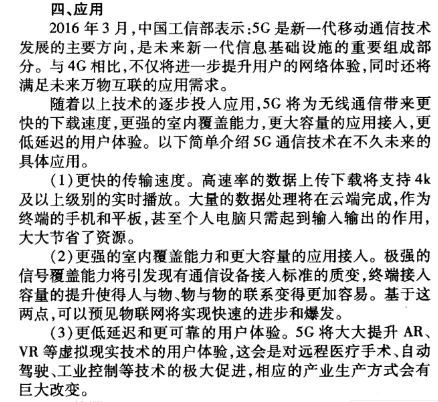 四、应用
2016年3月,中国工信部表示:5G是新一代移动通信技术
发展的主要方向,是未来新一代信息基础设施的重要组成部
分。与4G相比,不仅将进一步提升用户的网络体验,同时还将
满足未来万物互联的应用需求。
随着以上技术的逐步投入应用,5G将为无线通信带来更
快的下载速度,更强的室内覆盖能力,更大容量的应用接入,更
低延迟的用户体验。以下简单介绍5G通信技术在不久未来的
具体应用。
(1)更快的传输速度。高速率的数据上传下载将支持4k
及以上级别的实时播放。大量的数据处理将在云端完成,作为
终端的手机和平板,甚至个人电脑只需起到输入输出的作用,
大大节省了资源。
(2)更强的室内覆盖能力和更大容量的应用接入。极强的
信号覆盖能力将引发现有通信设备接入标准的质变,终端接入
容量的提升使得人与物、物与物的联系变得更加容易。基于这
两点,可以预见物联网将实现快速的进步和爆发。
(3)更低延迟和更可靠的用户体验。5G将大大提升AR、
VR等虚拟现实技术的用户体验,这会是对远程医疗手术、自动
驾驶、工业控制等技术的极大促进,相应的产业生产方式会有
巨大改变。